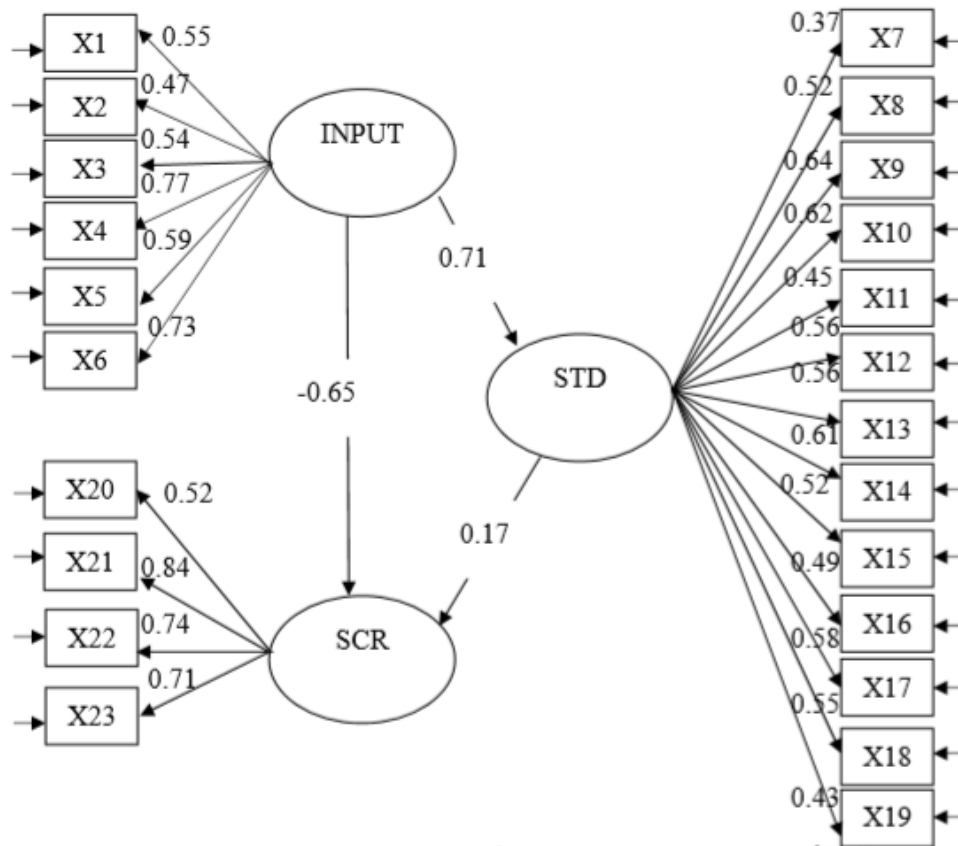 X1
0.55
X2
0.47
X3
0.54
X4
0.77
X5
0.59
X6
0.73
INPUT
0.71
-0.65
STD
0.17
SCR
X20
0.52
X21
0.84
X22
0.74
X23
0.71
0.37
X7
0.52
X8
0.64
X9
0.62
X10
0.45
X11
0.56
X12
0.56
X13
0.61
X14
0.52
X15
0.49
X16
0.58
X17
0.55
X18
0.43
X19